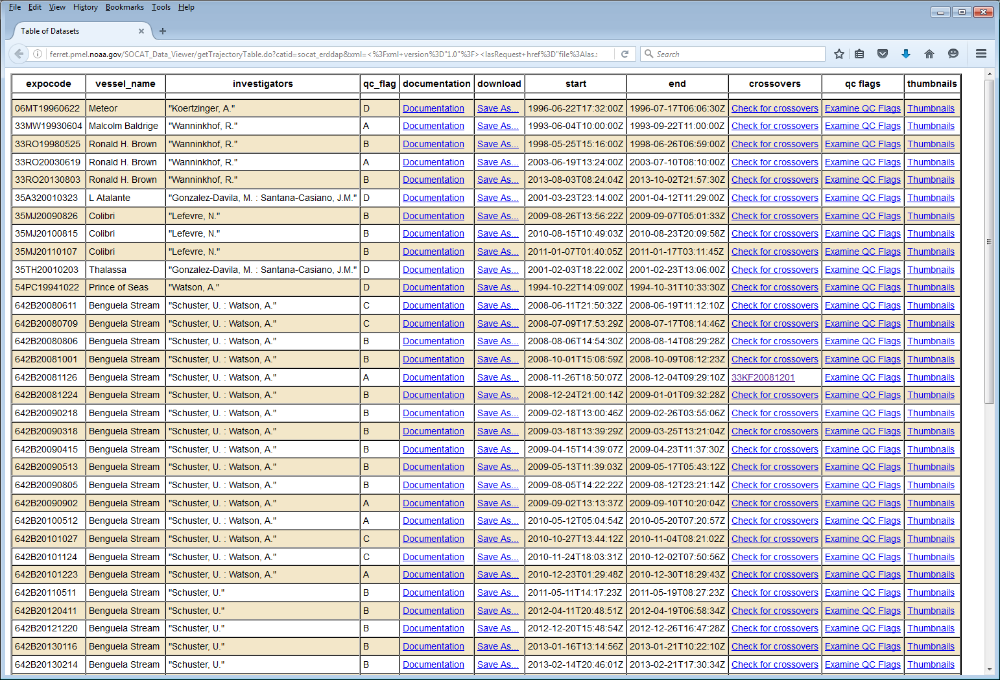 File Edit View History Bookmarks Tools Help
Table of Datasets
ferret.pmel.noaa.gov/SOCAT_Data_Viewer/getTrajectoryTable.do?catid=socat_erddap&xml=<%3Fxml+version%3D"1.0"%3F><lasRequest+href%3D"file%3Alas.x
Search
expocode vessel_name investigators qc_flag documentation download start end crossovers qc flags thumbnails
06MT19960622 Meteor "Koertzinger, A." D Documentation Save As... 1996-06-22T17:32:00Z 1996-07-17T06:06:30Z Check for crossovers Examine QC Flags Thumbnails
33MW19930604 Malcolm Baldrige "Wanninkhof, R." A Documentation Save As... 1993-06-04T10:00:00Z 1993-09-22T11:00:00Z Check for crossovers Examine QC Flags Thumbnails
33RO19980525 Ronald H. Brown "Wanninkhof, R." B Documentation Save As... 1998-05-25T15:16:00Z 1998-06-26T06:59:00Z Check for crossovers Examine QC Flags Thumbnails
33RO20030619 Ronald H. Brown "Wanninkhof, R." A Documentation Save As... 2003-06-19T13:24:00Z 2003-07-10T08:10:00Z Check for crossovers Examine QC Flags Thumbnails
33RO20130803 Ronald H. Brown "Wanninkhof, R." B Documentation Save As... 2013-08-03T08:24:04Z 2013-10-02T21:57:30Z Check for crossovers Examine QC Flags Thumbnails
35A320010323 L Atalante "Gonzalez-Davila, M. : Santana-Casiano, J.M." D Documentation Save As... 2001-03-23T23:14:00Z 2001-04-12T11:29:00Z Check for crossovers Examine QC Flags Thumbnails
35MJ20090826 Colibri "Lefevre, N." B Documentation Save As... 2009-08-26T13:56:22Z 2009-09-07T05:01:33Z Check for crossovers Examine QC Flags Thumbnails
35MJ20100815 Colibri "Lefevre, N." B Documentation Save As... 2010-08-15T10:49:03Z 2010-08-23T20:09:58Z Check for crossovers Examine QC Flags Thumbnails
35MJ20110107 Colibri "Lefevre, N." B Documentation Save As... 2011-01-07T01:40:05Z 2011-01-17T03:11:45Z Check for crossovers Examine QC Flags Thumbnails
35TH20010203 Thalassa "Gonzalez-Davila, M. : Santana-Casiano, J.M." D Documentation Save As... 2001-02-03T18:22:00Z 2001-02-23T13:06:00Z Check for crossovers Examine QC Flags Thumbnails
54PC19941022 Prince of Seas "Watson, A." D Documentation Save As... 1994-10-22T14:09:00Z 1994-10-31T10:33:30Z Check for crossovers Examine QC Flags Thumbnails
642B20080611 Benguela Stream "Schuster, U. : Watson, A." C Documentation Save As... 2008-06-11T21:50:32Z 2008-06-19T11:12:10Z Check for crossovers Examine QC Flags Thumbnails
642B20080709 Benguela Stream "Schuster, U. : Watson, A." C Documentation Save As... 2008-07-09T17:53:29Z 2008-07-17T08:14:46Z Check for crossovers Examine QC Flags Thumbnails
642B20080806 Benguela Stream "Schuster, U. : Watson, A." B Documentation Save As... 2008-08-06T14:54:30Z 2008-08-14T08:29:28Z Check for crossovers Examine QC Flags Thumbnails
642B20081001 Benguela Stream "Schuster, U. : Watson, A." B Documentation Save As... 2008-10-01T15:08:59Z 2008-10-09T08:12:23Z Check for crossovers Examine QC Flags Thumbnails
642B20081126 Benguela Stream "Schuster, U. : Watson, A." A Documentation Save As... 2008-11-26T18:50:07Z 2008-12-04T09:29:10Z 33KF20081201 Examine QC Flags Thumbnails
642B20081224 Benguela Stream "Schuster, U. : Watson, A." B Documentation Save As... 2008-12-24T21:00:14Z 2009-01-01T09:32:28Z Check for crossovers Examine QC Flags Thumbnails
642B20090218 Benguela Stream "Schuster, U. : Watson, A." B Documentation Save As... 2009-02-18T13:00:46Z 2009-02-26T03:55:06Z Check for crossovers Examine QC Flags Thumbnails
642B20090318 Benguela Stream "Schuster, U. : Watson, A." B Documentation Save As... 2009-03-18T13:39:29Z 2009-03-25T13:21:04Z Check for crossovers Examine QC Flags Thumbnails
642B20090415 Benguela Stream "Schuster, U. : Watson, A." B Documentation Save As... 2009-04-15T14:39:07Z 2009-04-23T11:37:30Z Check for crossovers Examine QC Flags Thumbnails
642B20090513 Benguela Stream "Schuster, U. : Watson, A." B Documentation Save As... 2009-05-13T11:39:03Z 2009-05-17T05:43:12Z Check for crossovers Examine QC Flags Thumbnails
642B20090805 Benguela Stream "Schuster, U. : Watson, A." B Documentation Save As... 2009-08-05T14:22:22Z 2009-08-12T23:21:14Z Check for crossovers Examine QC Flags Thumbnails
642B20090902 Benguela Stream "Schuster, U. : Watson, A." A Documentation Save As... 2009-09-02T13:13:37Z 2009-09-10T10:20:04Z Check for crossovers Examine QC Flags Thumbnails
642B20100512 Benguela Stream "Schuster, U. : Watson, A." A Documentation Save As... 2010-05-12T05:04:54Z 2010-05-20T07:20:57Z Check for crossovers Examine QC Flags Thumbnails
642B20101027 Benguela Stream "Schuster, U. : Watson, A." C Documentation Save As... 2010-10-27T13:44:12Z 2010-11-04T08:21:02Z Check for crossovers Examine QC Flags Thumbnails
642B20101124 Benguela Stream "Schuster, U. : Watson, A." C Documentation Save As... 2010-11-24T18:03:31Z 2010-12-02T07:50:56Z Check for crossovers Examine QC Flags Thumbnails
642B20101223 Benguela Stream "Schuster, U. : Watson, A." A Documentation Save As... 2010-12-23T01:29:48Z 2010-12-30T18:29:43Z Check for crossovers Examine QC Flags Thumbnails
642B20110511 Benguela Stream "Schuster, U." B Documentation Save As... 2011-05-11T14:17:23Z 2011-05-19T08:27:23Z Check for crossovers Examine QC Flags Thumbnails
642B20120411 Benguela Stream "Schuster, U." B Documentation Save As... 2012-04-11T20:48:51Z 2012-04-19T06:58:34Z Check for crossovers Examine QC Flags Thumbnails
642B20121220 Benguela Stream "Schuster, U." B Documentation Save As... 2012-12-20T15:48:54Z 2012-12-26T16:47:28Z Check for crossovers Examine QC Flags Thumbnails
642B20130116 Benguela Stream "Schuster, U." B Documentation Save As... 2013-01-16T13:14:56Z 2013-01-21T10:22:10Z Check for crossovers Examine QC Flags Thumbnails
642B20130214 Benguela Stream "Schuster, U." B Documentation Save As... 2013-02-14T20:46:01Z 2013-02-21T17:30:34Z Check for crossovers Examine QC Flags Thumbnails